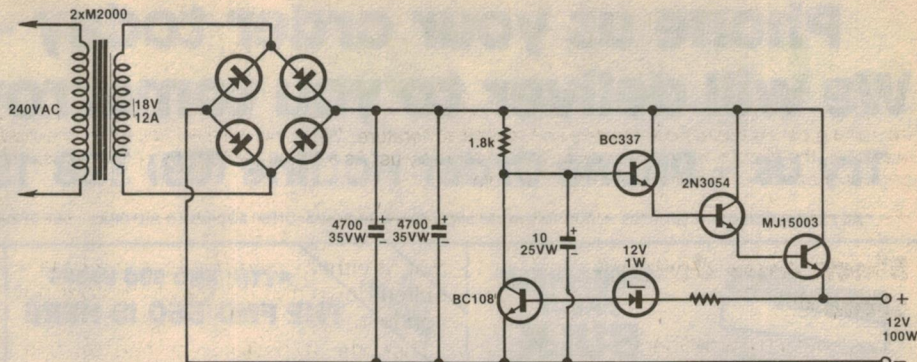 2xM2000
240VAC
18V
12A
4700
35VW
4700
35VW
1.8k
10
25VW
BC337
2N3054
MJ15003
12V
1W
BC108
+
12V
100W
−